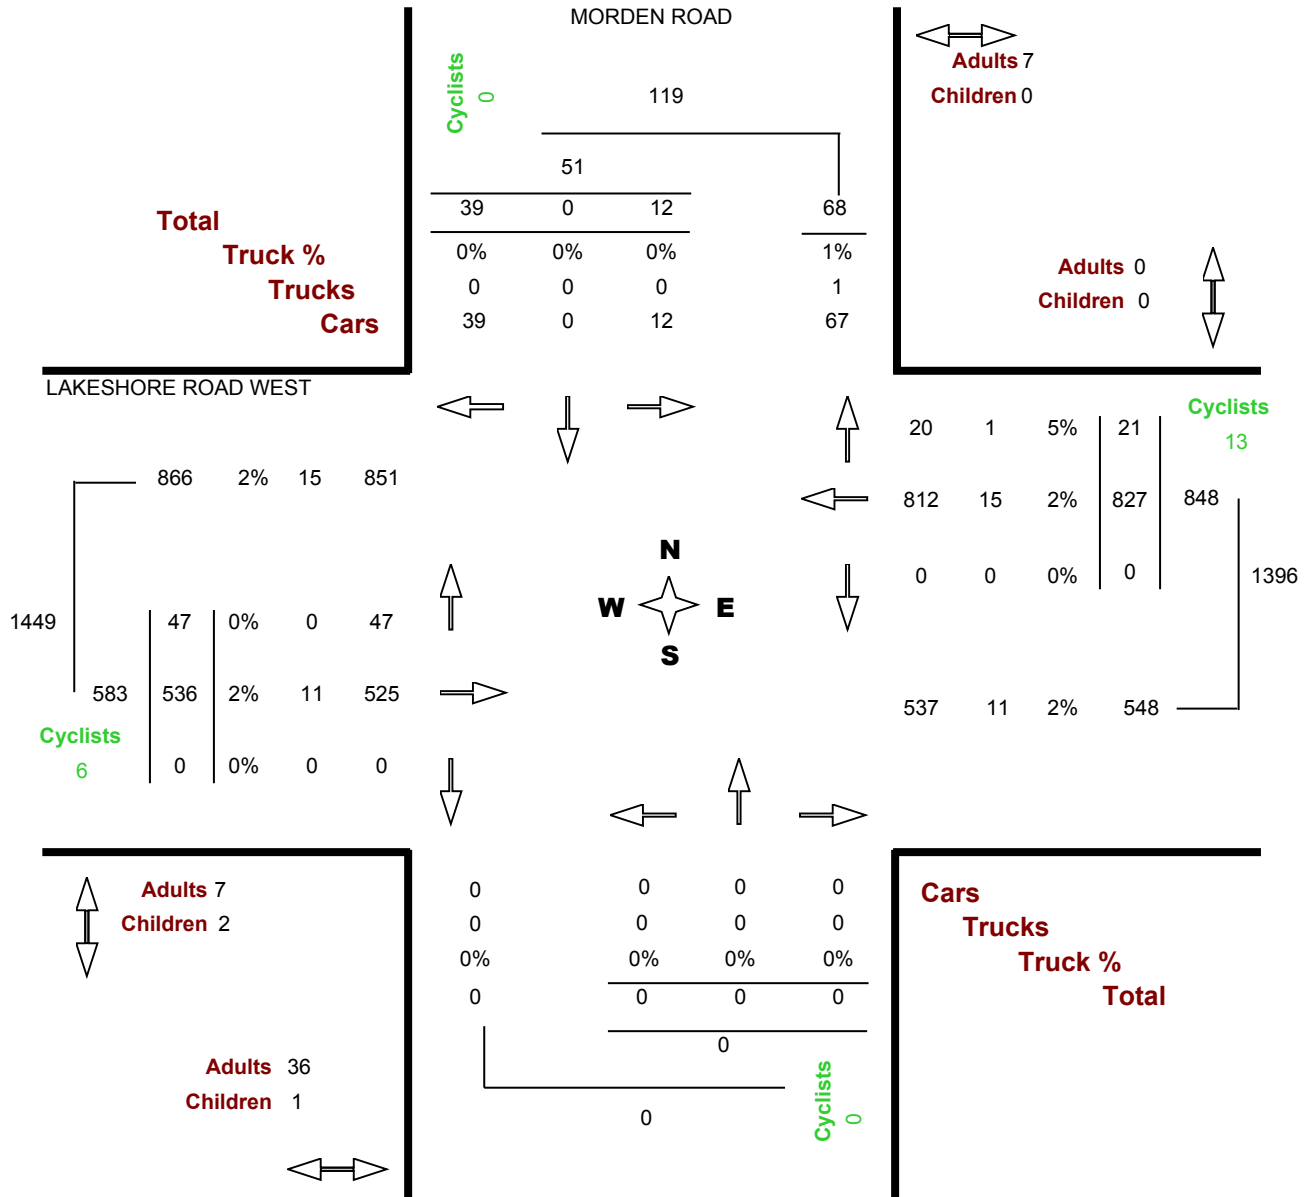 MORDEN ROAD
Adults 7
Children 0
Cyclists
0
119
51
39 0 12 68
Total
Truck %
Trucks
Cars
0% 0% 0% 1%
0 0 0 1
39 0 12 67
Adults 0
Children 0
LAKESHORE ROAD WEST
Cyclists
13
20 1 5% 21
866 2% 15 851
812 15 2% 827 848
0 0 0% 0
1396
N
W E
S
1449
47 0% 0 47
583 536 2% 11 525
0 0% 0 0
Cyclists
6
537 11 2% 548
Adults 7
Children 2
0 0 0 0
0 0 0 0
0% 0% 0% 0%
0 0 0 0
0
0
Cyclists
0
Cars
Trucks
Truck %
Total
Adults 36
Children 1